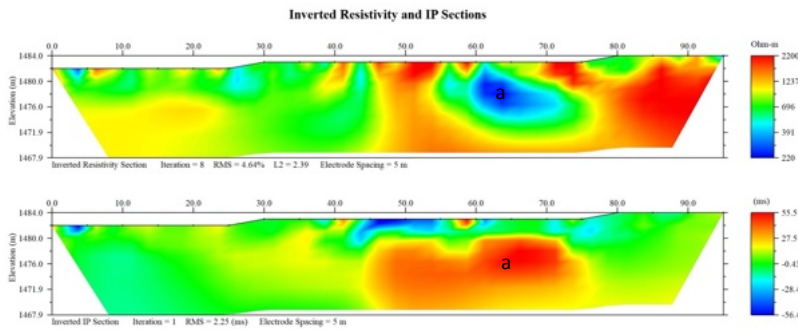 Inverted Resistivity and IP Sections
Ohm-m
0.0 10.0 20.0 30.0 40.0 50.0 60.0 70.0 80.0 90.0
1484.0
1480.0
1476.0
1471.9
1467.9
Elevation (m)
a
2200
1237
696
391
220
Inverted Resistivity Section Iteration = 8 RMS = 4.64% L2 = 2.39 Electrode Spacing = 5 m
(ms)
0.0 10.0 20.0 30.0 40.0 50.0 60.0 70.0 80.0 90.0
1484.0
1480.0
1476.0
1471.9
1467.9
Elevation (m)
a
55.5
27.5
-56.4
Inverted IP Section Iteration = 1 RMS = 2.25 (ms) Electrode Spacing = 5 m